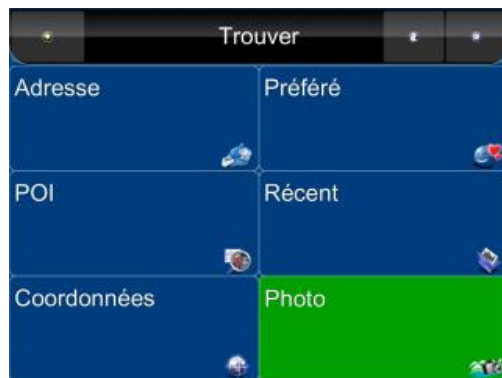 Trouver
Adresse
Préféré
POI
Récent
Coordonnées
Photo